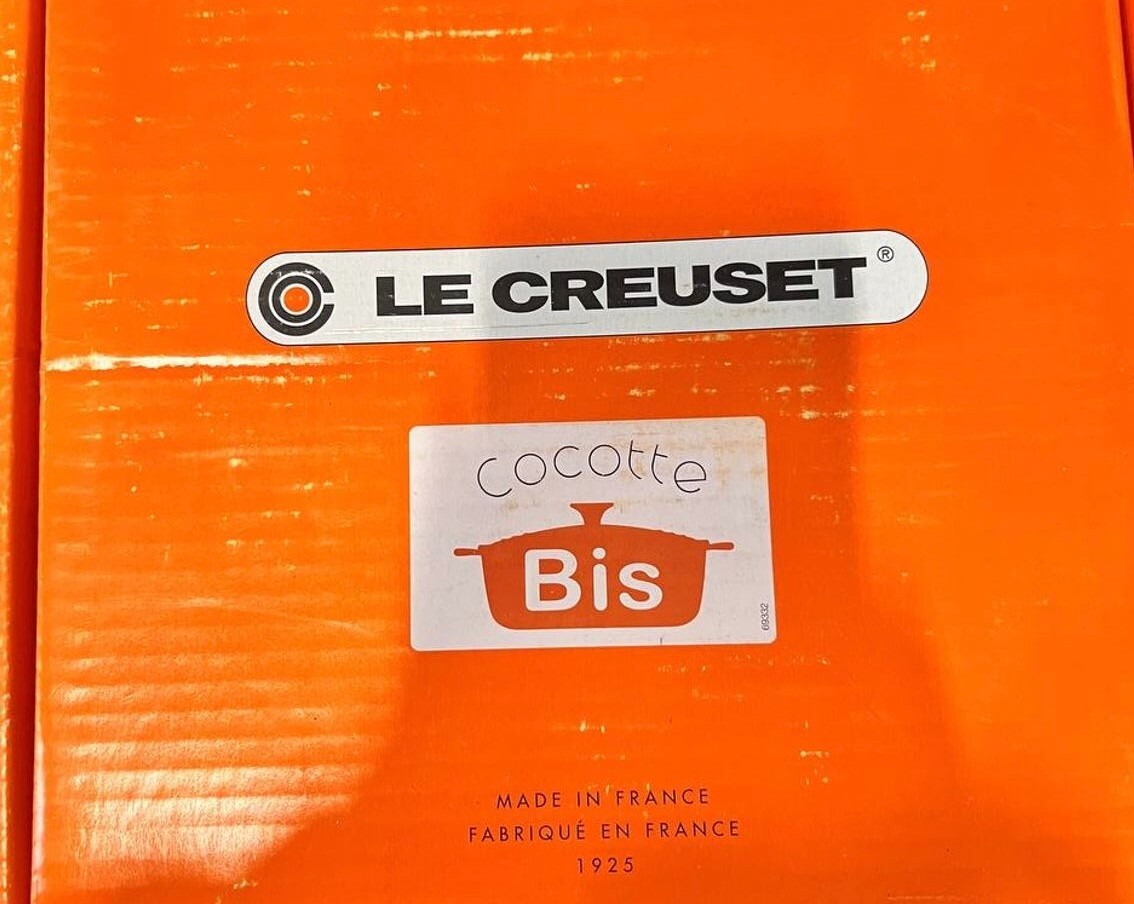 LE CREUSET®
cocotte
Bis
69332
MADE IN FRANCE
FABRIQUÉ EN FRANCE
1925